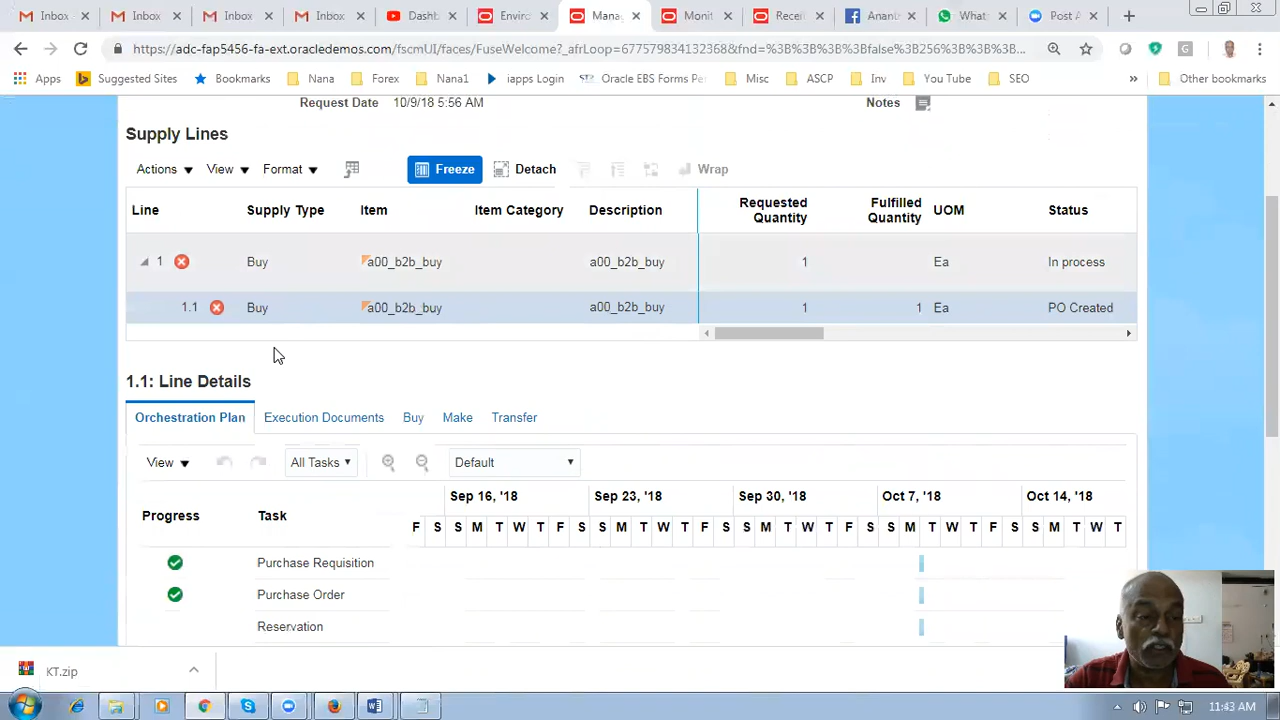 Inbox
Inbox
Inbox
Inbox
Dashb
Enviro
Manag
Monit
Recei
Anant
Whats
Post A
https://adc-fap5456-fa-ext.oracledemos.com/fscmUI/faces/FuseWelcome?_afrLoop=677579834132368&fnd=%3B%3B%3B%3Bfalse%3B256%3B%3B%3B...
Apps Suggested Sites Bookmarks Nana Forex Nana1 iapps Login Oracle EBS Forms Per Misc ASCP Inv You Tube SEO » Other bookmarks
Request Date 10/9/18 5:56 AM Notes
Supply Lines
Actions View Format Freeze Detach Wrap
Line Supply Type Item Item Category Description Requested Quantity Fulfilled Quantity UOM Status
1 Buy a00_b2b_buy a00_b2b_buy 1 Ea In process
1.1 Buy a00_b2b_buy a00_b2b_buy 1 1 Ea PO Created
1.1: Line Details
Orchestration Plan Execution Documents Buy Make Transfer
View All Tasks Default
Sep 16, '18 Sep 23, '18 Sep 30, '18 Oct 7, '18 Oct 14, '18
Progress Task
F S S M T W T F S S M T W T F S S M T W T F S S M T W T F S S M T W T
Purchase Requisition
Purchase Order
Reservation
KT.zip
11:43 AM